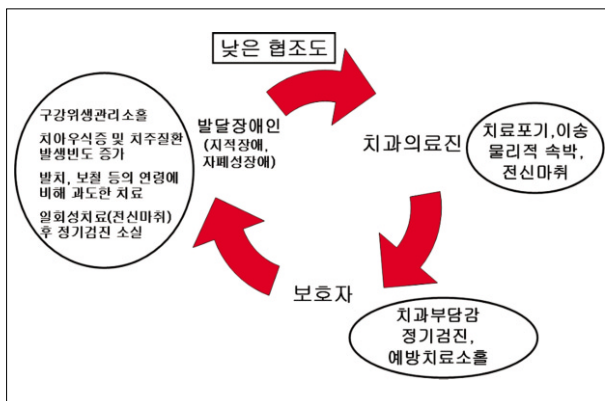 낮은 협조도
구강위생관리소홀
치아우식증 및 치주질환
발생빈도 증가
발치, 보철 등의 연령에
비해 과도한 치료
일회성치료(전신마취)
후 정기검진 소실
발달장애인
(지적장애,
자폐성장애)
치과의료진
치료포기,이송
물리적 속박,
전신마취
보호자
치과부담감
정기검진,
예방치료소홀